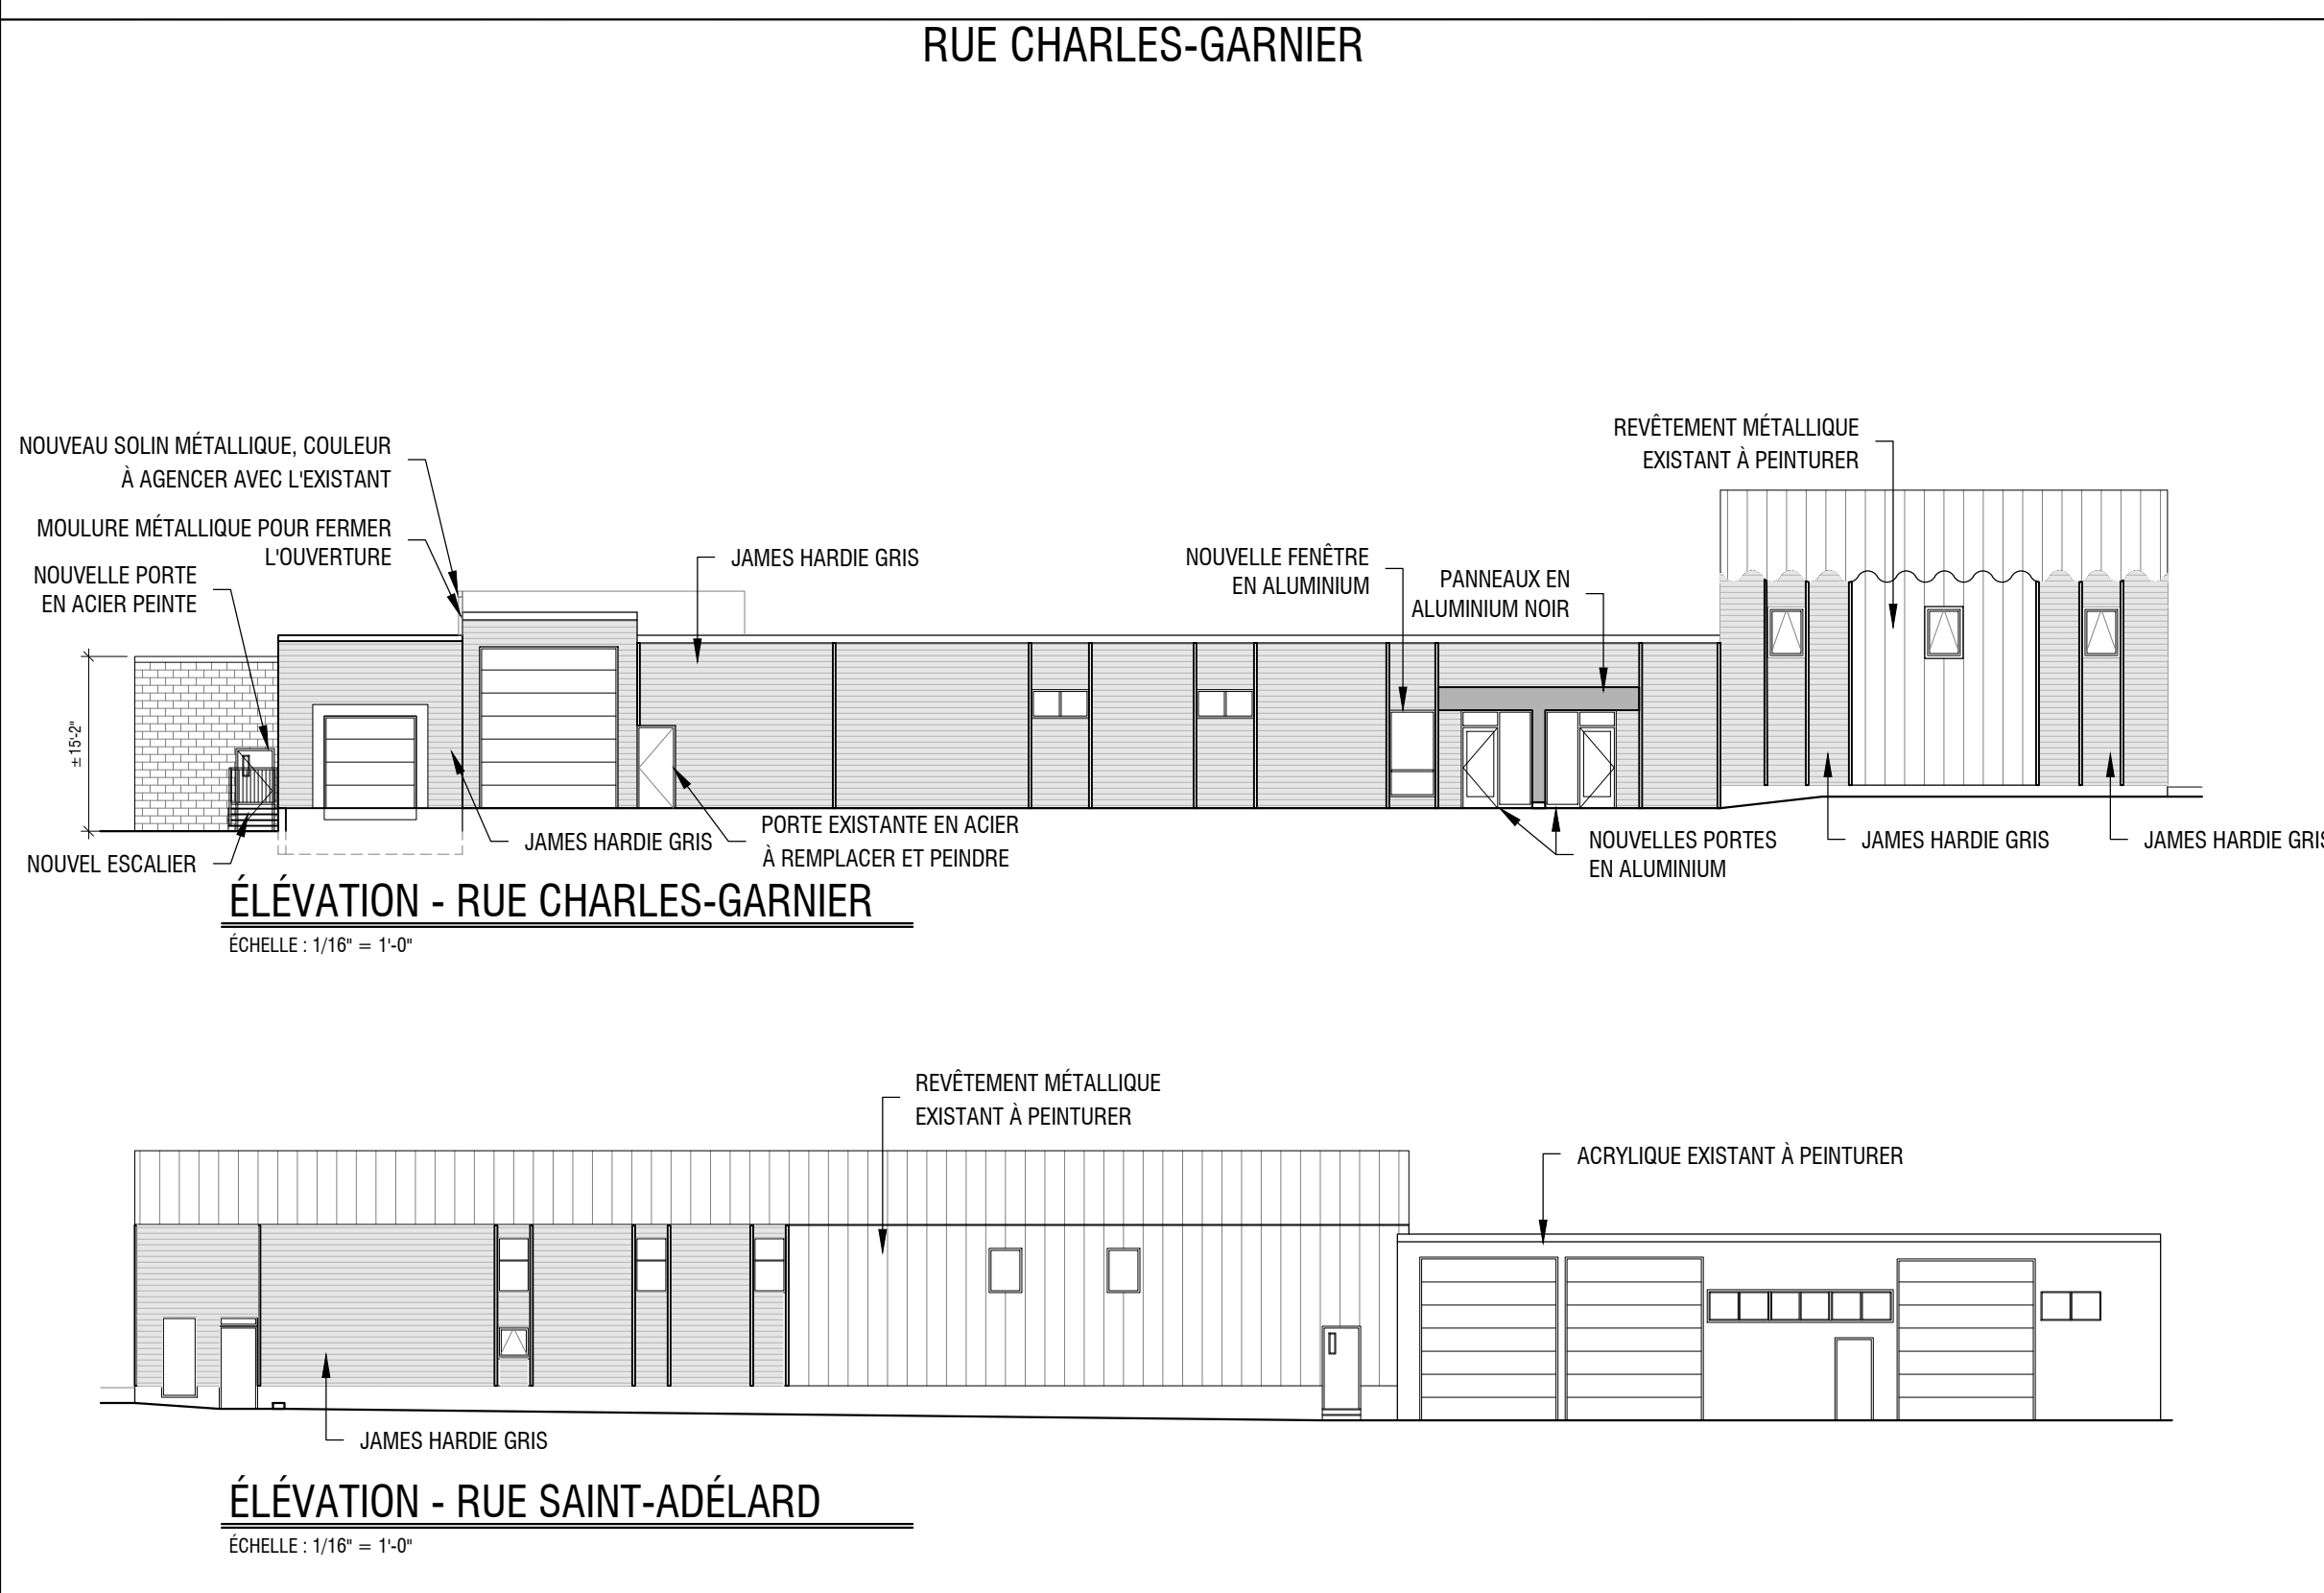 RUE CHARLES-GARNIER
NOUVEAU SOLIN MÉTALLIQUE, COULEUR
À AGENCER AVEC L'EXISTANT
MOULURE MÉTALLIQUE POUR FERMER
L'OUVERTURE
NOUVELLE PORTE
EN ACIER PEINTE
JAMES HARDIE GRIS
NOUVELLE FENÊTRE
EN ALUMINIUM
PANNEAUX EN
ALUMINIUM NOIR
REVÊTEMENT MÉTALLIQUE
EXISTANT À PEINTURER
±15'-2"
NOUVEL ESCALIER
JAMES HARDIE GRIS
PORTE EXISTANTE EN ACIER
À REMPLACER ET PEINDRE
NOUVELLES PORTES
EN ALUMINIUM
JAMES HARDIE GRIS
JAMES HARDIE GRIS
ÉLÉVATION - RUE CHARLES-GARNIER
ÉCHELLE : 1/16" = 1'-0"
REVÊTEMENT MÉTALLIQUE
EXISTANT À PEINTURER
ACRYLIQUE EXISTANT À PEINTURER
JAMES HARDIE GRIS
ÉLÉVATION - RUE SAINT-ADÉLARD
ÉCHELLE : 1/16" = 1'-0"